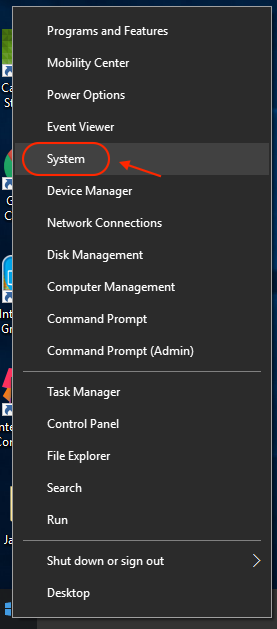 Programs and Features
Mobility Center
Power Options
Event Viewer
System
Device Manager
Network Connections
Disk Management
Computer Management
Command Prompt
Command Prompt (Admin)
Task Manager
Control Panel
File Explorer
Search
Run
Shut down or sign out
Desktop